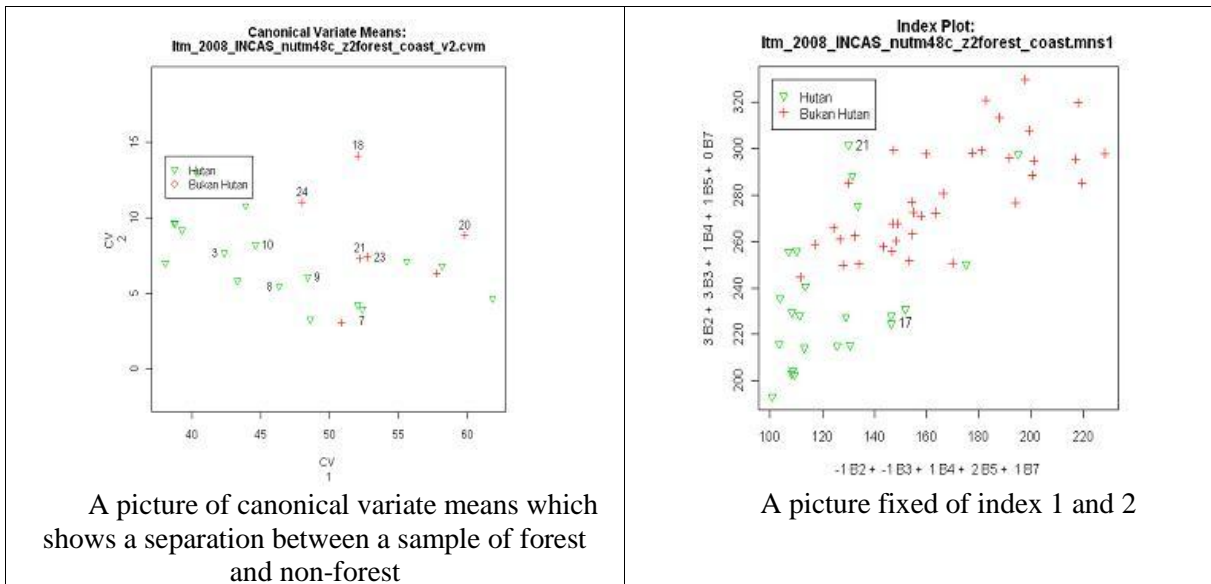 Canonical Variate Means:
ltm_2008_INCAS_nutm48c_z2forest_coast_v2.cvm
Hutan
Bukan Hutan
18
24
20
3
10
21
23
8
9
7
CV
2
0
5
10
15
40
45
50
55
60
CV
1
A picture of canonical variate means which
shows a separation between a sample of forest
and non-forest
Index Plot:
ltm_2008_INCAS_nutm48c_z2forest_coast.mns1
Hutan
Bukan Hutan
21
17
3 B2 + 3 B3 + 1 B4 + 1 B5 + 0 B7
200
220
240
260
280
300
320
100
120
140
160
180
200
220
-1 B2 + -1 B3 + 1 B4 + 2 B5 + 1 B7
A picture fixed of index 1 and 2